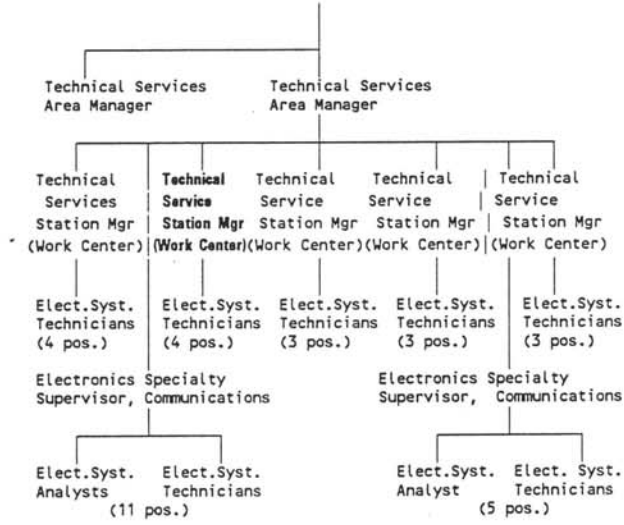 Technical Services Technical Services
Area Manager Area Manager
Technical Technical Technical Technical Technical
Services Service Service Service Service
Station Mgr Station Mgr Station Mgr Station Mgr Station Mgr
(Work Center) (Work Center) (Work Center) (Work Center) (Work Center)
Elect.Syst. Elect.Syst. Elect.Syst. Elect.Syst. Elect.Syst.
Technicians Technicians Technicians Technicians Technicians
(4 pos.) (4 pos.) (3 pos.) (3 pos.) (3 pos.)
Electronics Specialty Electronics Specialty
Supervisor, Communications Supervisor, Communications
Elect.Syst. Elect.Syst. Elect.Syst. Elect. Syst.
Analysts Technicians Analyst Technicians
(11 pos.) (5 pos.)